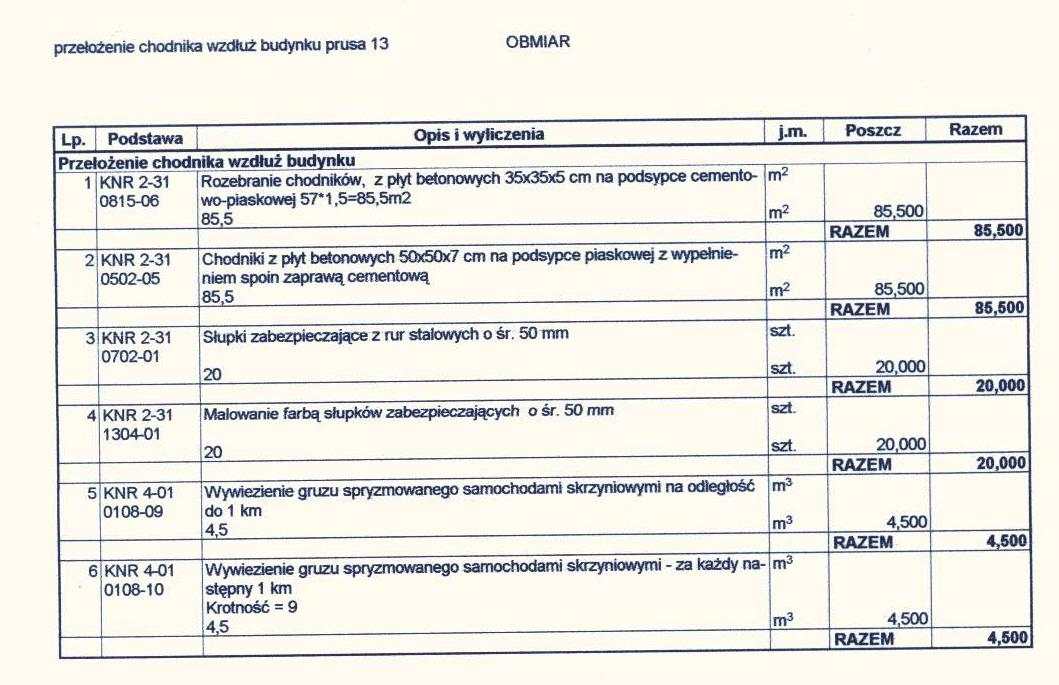 przełożenie chodnika wzdłuż budynku prusa 13 OBMIAR
Lp. Podstawa Opis i wyliczenia j.m. Poszcz Razem
Przełożenie chodnika wzdłuż budynku
1 KNR 2-31 Rozebranie chodników, z płyt betonowych 35x35x5 cm na podsypce cemento- m²
0815-06 wo-piaskowej 57*1,5=85,5m2
85,5 m² 85,500
RAZEM 85,500
2 KNR 2-31 Chodniki z płyt betonowych 50x50x7 cm na podsypce piaskowej z wypełnie- m²
0502-05 niem spoin zaprawą cementową
85,5 m² 85,500
RAZEM 85,500
3 KNR 2-31 Słupki zabezpieczające z rur stalowych o śr. 50 mm szt.
0702-01
20 szt. 20,000
RAZEM 20,000
4 KNR 2-31 Malowanie farbą słupków zabezpieczających o śr. 50 mm szt.
1304-01
20 szt. 20,000
RAZEM 20,000
5 KNR 4-01 Wywiezienie gruzu spryzmowanego samochodami skrzyniowymi na odległość m³
0108-09 do 1 km
4,5 m³ 4,500
RAZEM 4,500
6 KNR 4-01 Wywiezienie gruzu spryzmowanego samochodami skrzyniowymi - za każdy na- m³
0108-10 stępny 1 km
Krotność = 9
4,5 m³ 4,500
RAZEM 4,500